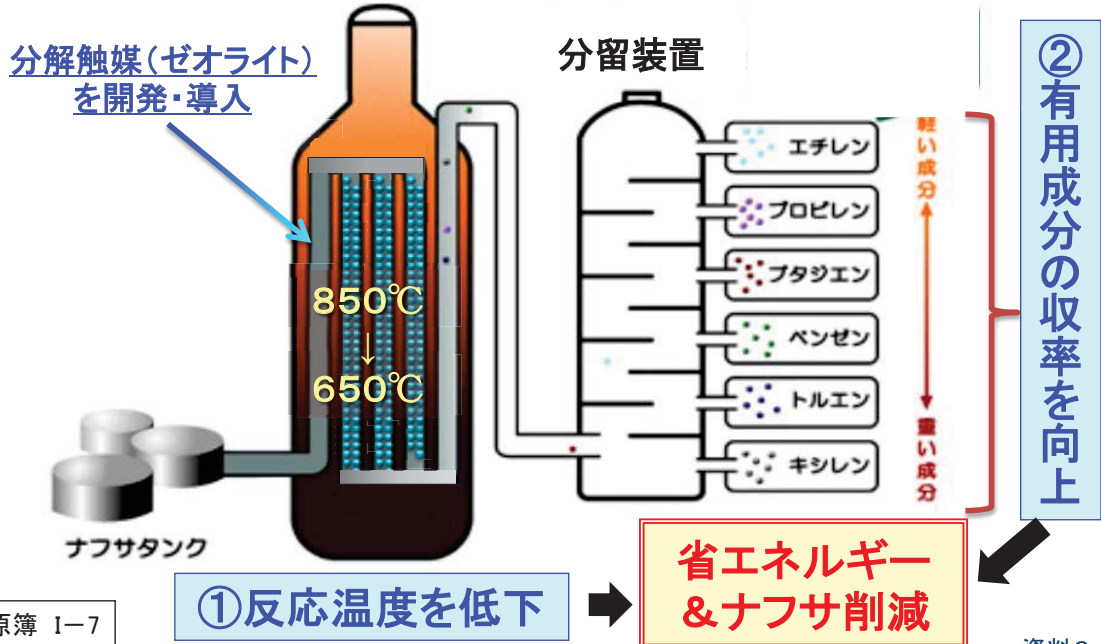 分解触媒(ゼオライト)
を開発・導入
分留装置
850℃
↓
650℃
ナフサタンク
エチレン
プロピレン
ブタジエン
ベンゼン
トルエン
キシレン
軽い成分
重い成分
②有用成分の収率を向上
①反応温度を低下
省エネルギー
&ナフサ削減
原簿 Ⅰ-7